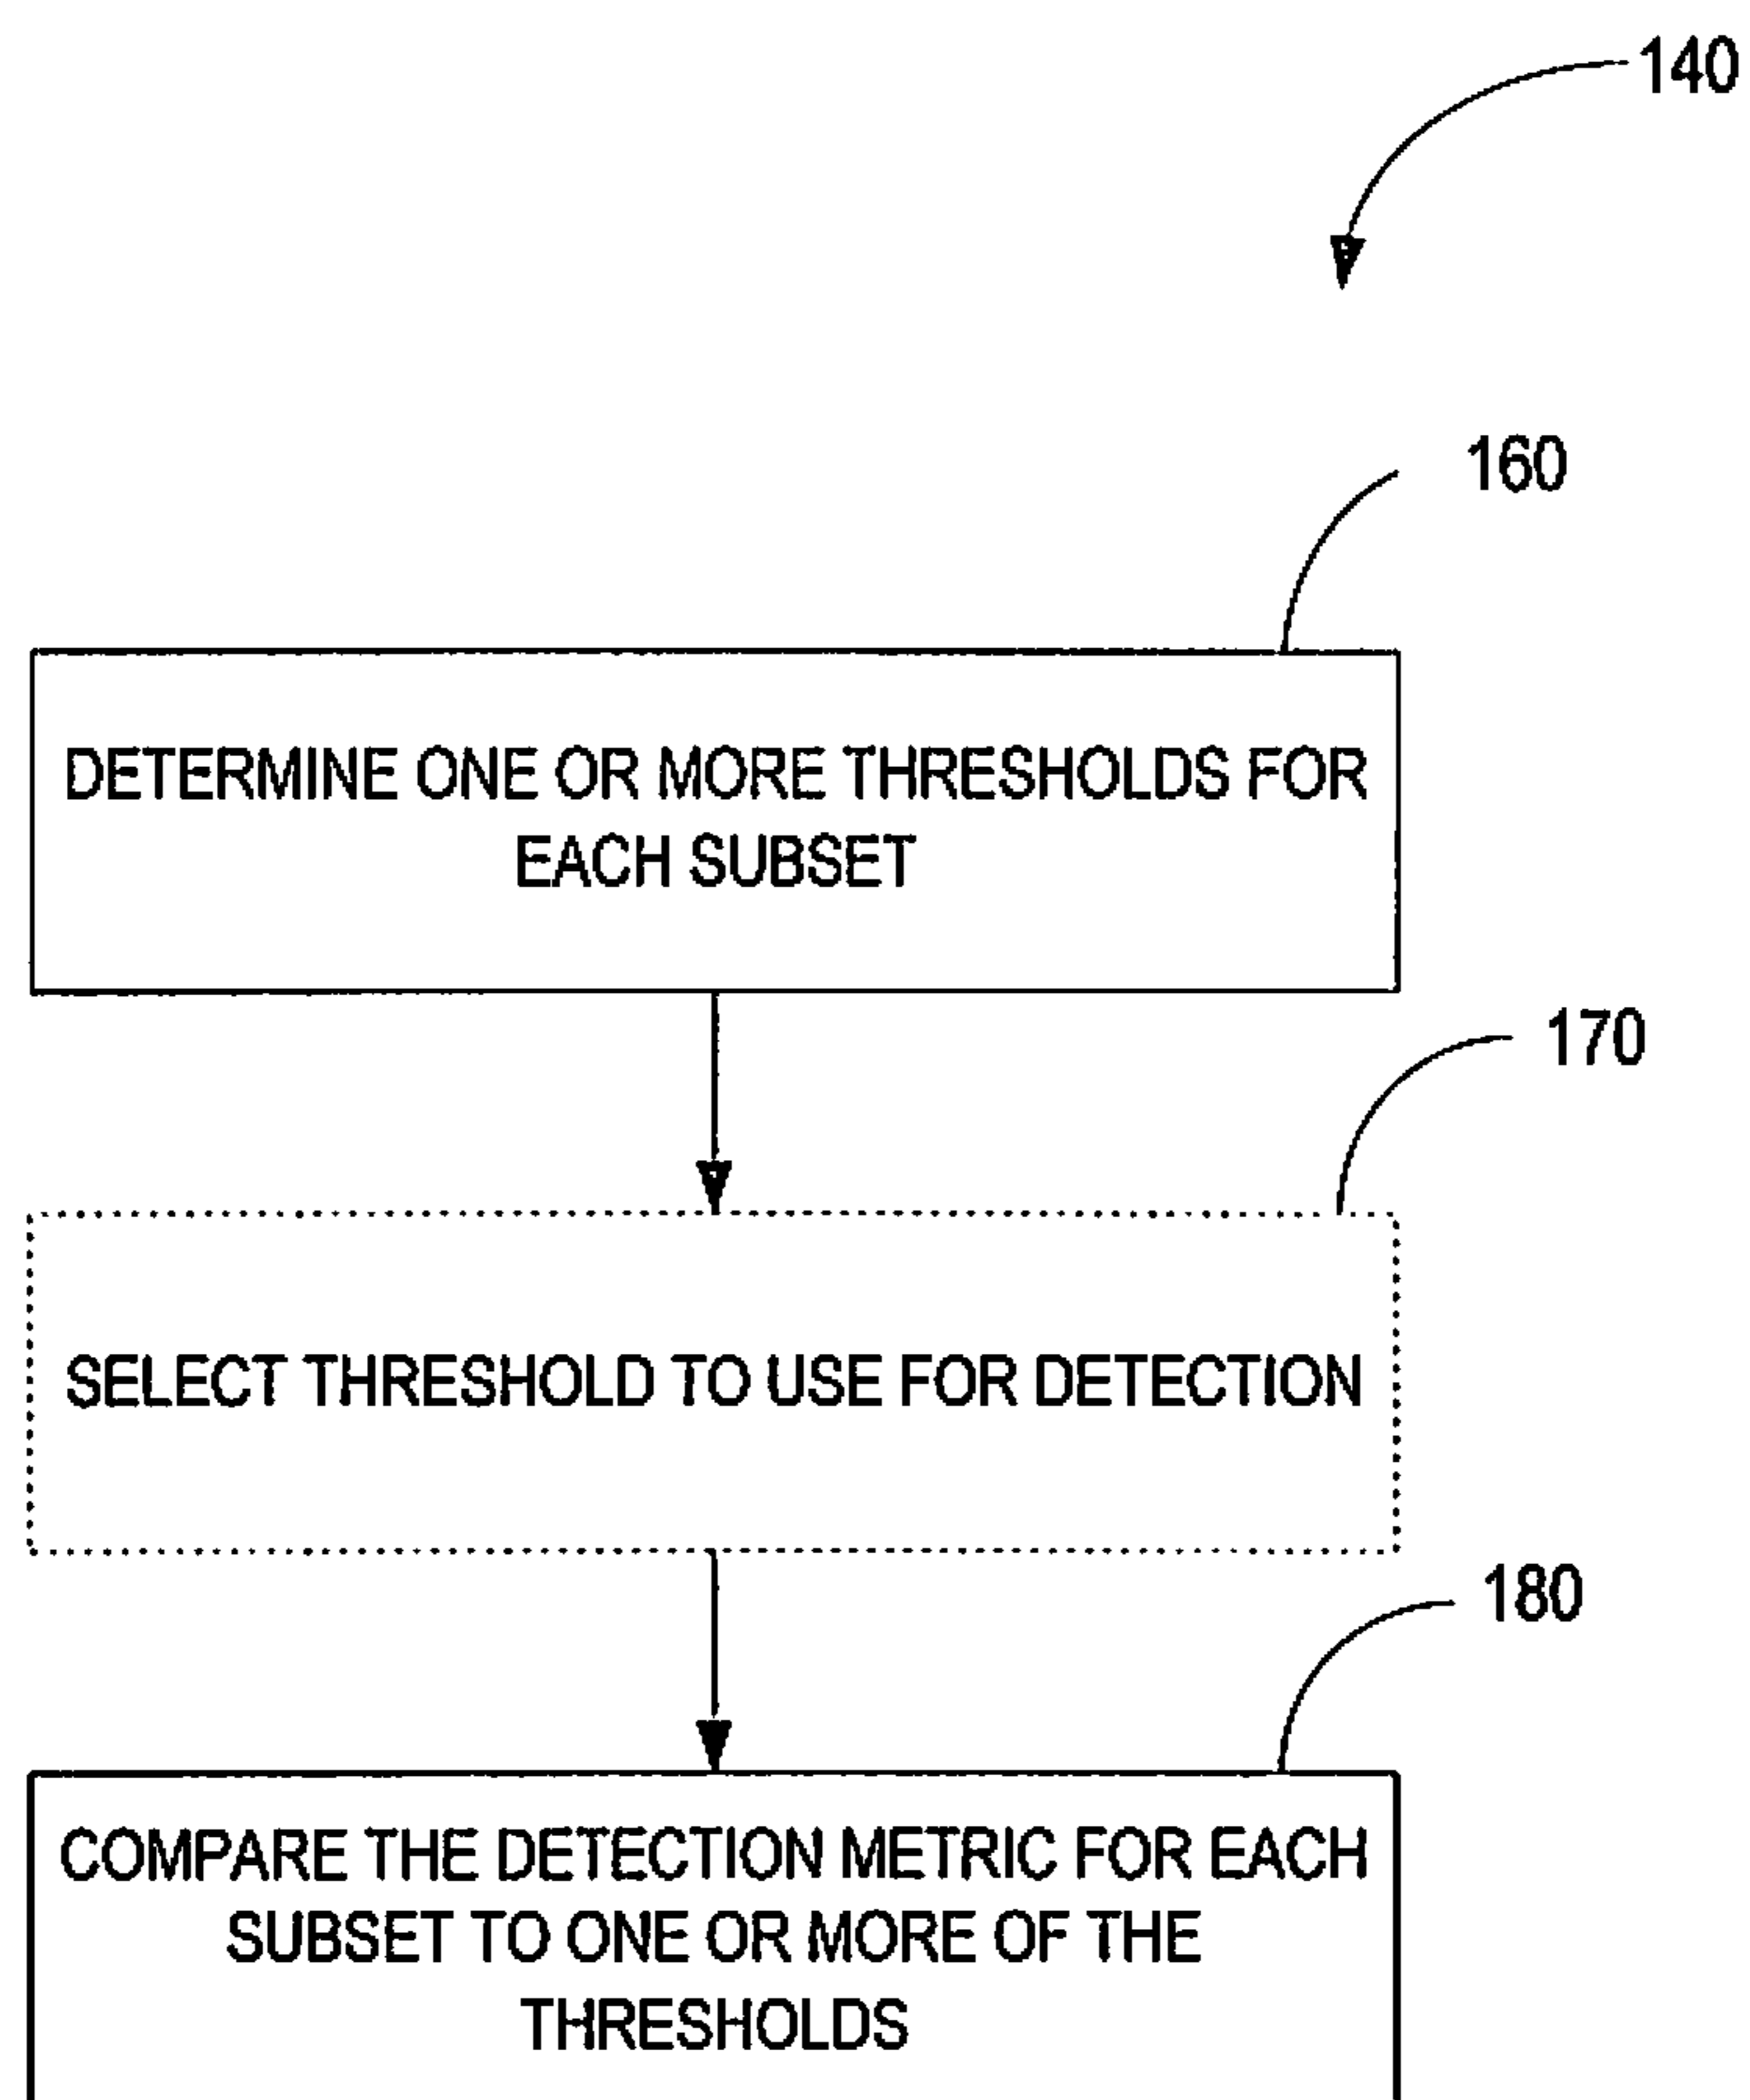 140
160
DETERMINE ONE OR MORE THRESHOLDS FOR
EACH SUBSET
170
SELECT THRESHOLD TO USE FOR DETECTION
180
COMPARE THE DETECTION METRIC FOR EACH
SUBSET TO ONE OR MORE OF THE
THRESHOLDS